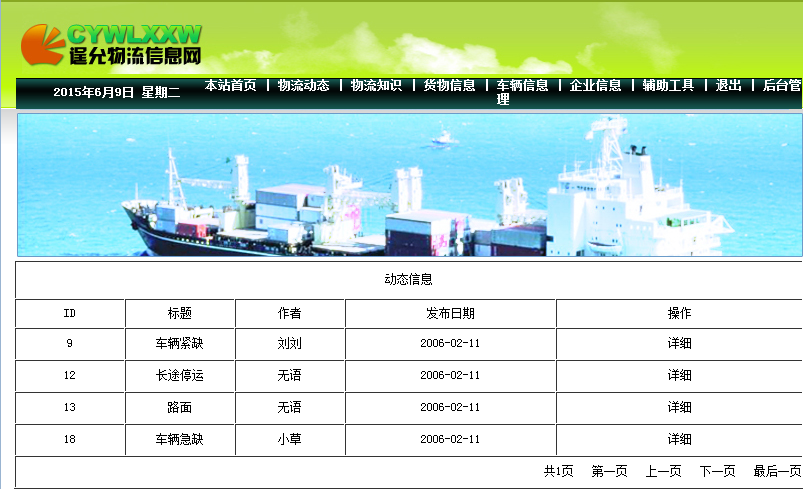 CYWLXXW
逞允物流信息网
2015年6月9日 星期二
本站首页 | 物流动态 | 物流知识 | 货物信息 | 车辆信息 | 企业信息 | 辅助工具 | 退出 | 后台管
理
动态信息
ID 标题 作者 发布日期 操作
9 车辆紧缺 刘刘 2006-02-11 详细
12 长途停运 无语 2006-02-11 详细
13 路面 无语 2006-02-11 详细
18 车辆急缺 小草 2006-02-11 详细
共1页 第一页 上一页 下一页 最后一页